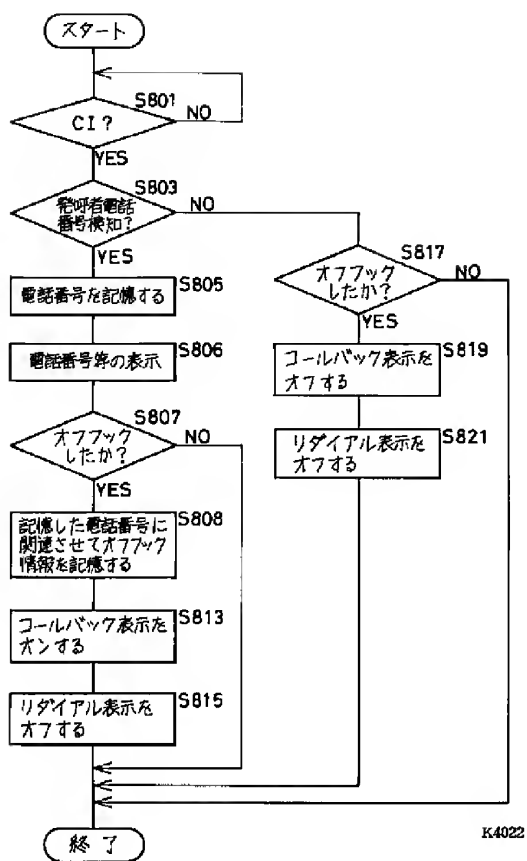 スタート
S801
CI?
NO
YES
S803
発呼者電話
番号検知?
NO
YES
S805
電話番号を記憶する
S806
電話番号等の表示
S807
オフフック
したか?
NO
YES
S808
記憶した電話番号に
関連させてオフフック
情報を記憶する
S813
コールバック表示を
オンする
S815
リダイアル表示を
オフする
S817
オフフック
したか?
NO
YES
S819
コールバック表示を
オフする
S821
リダイアル表示を
オフする
終了
K4022